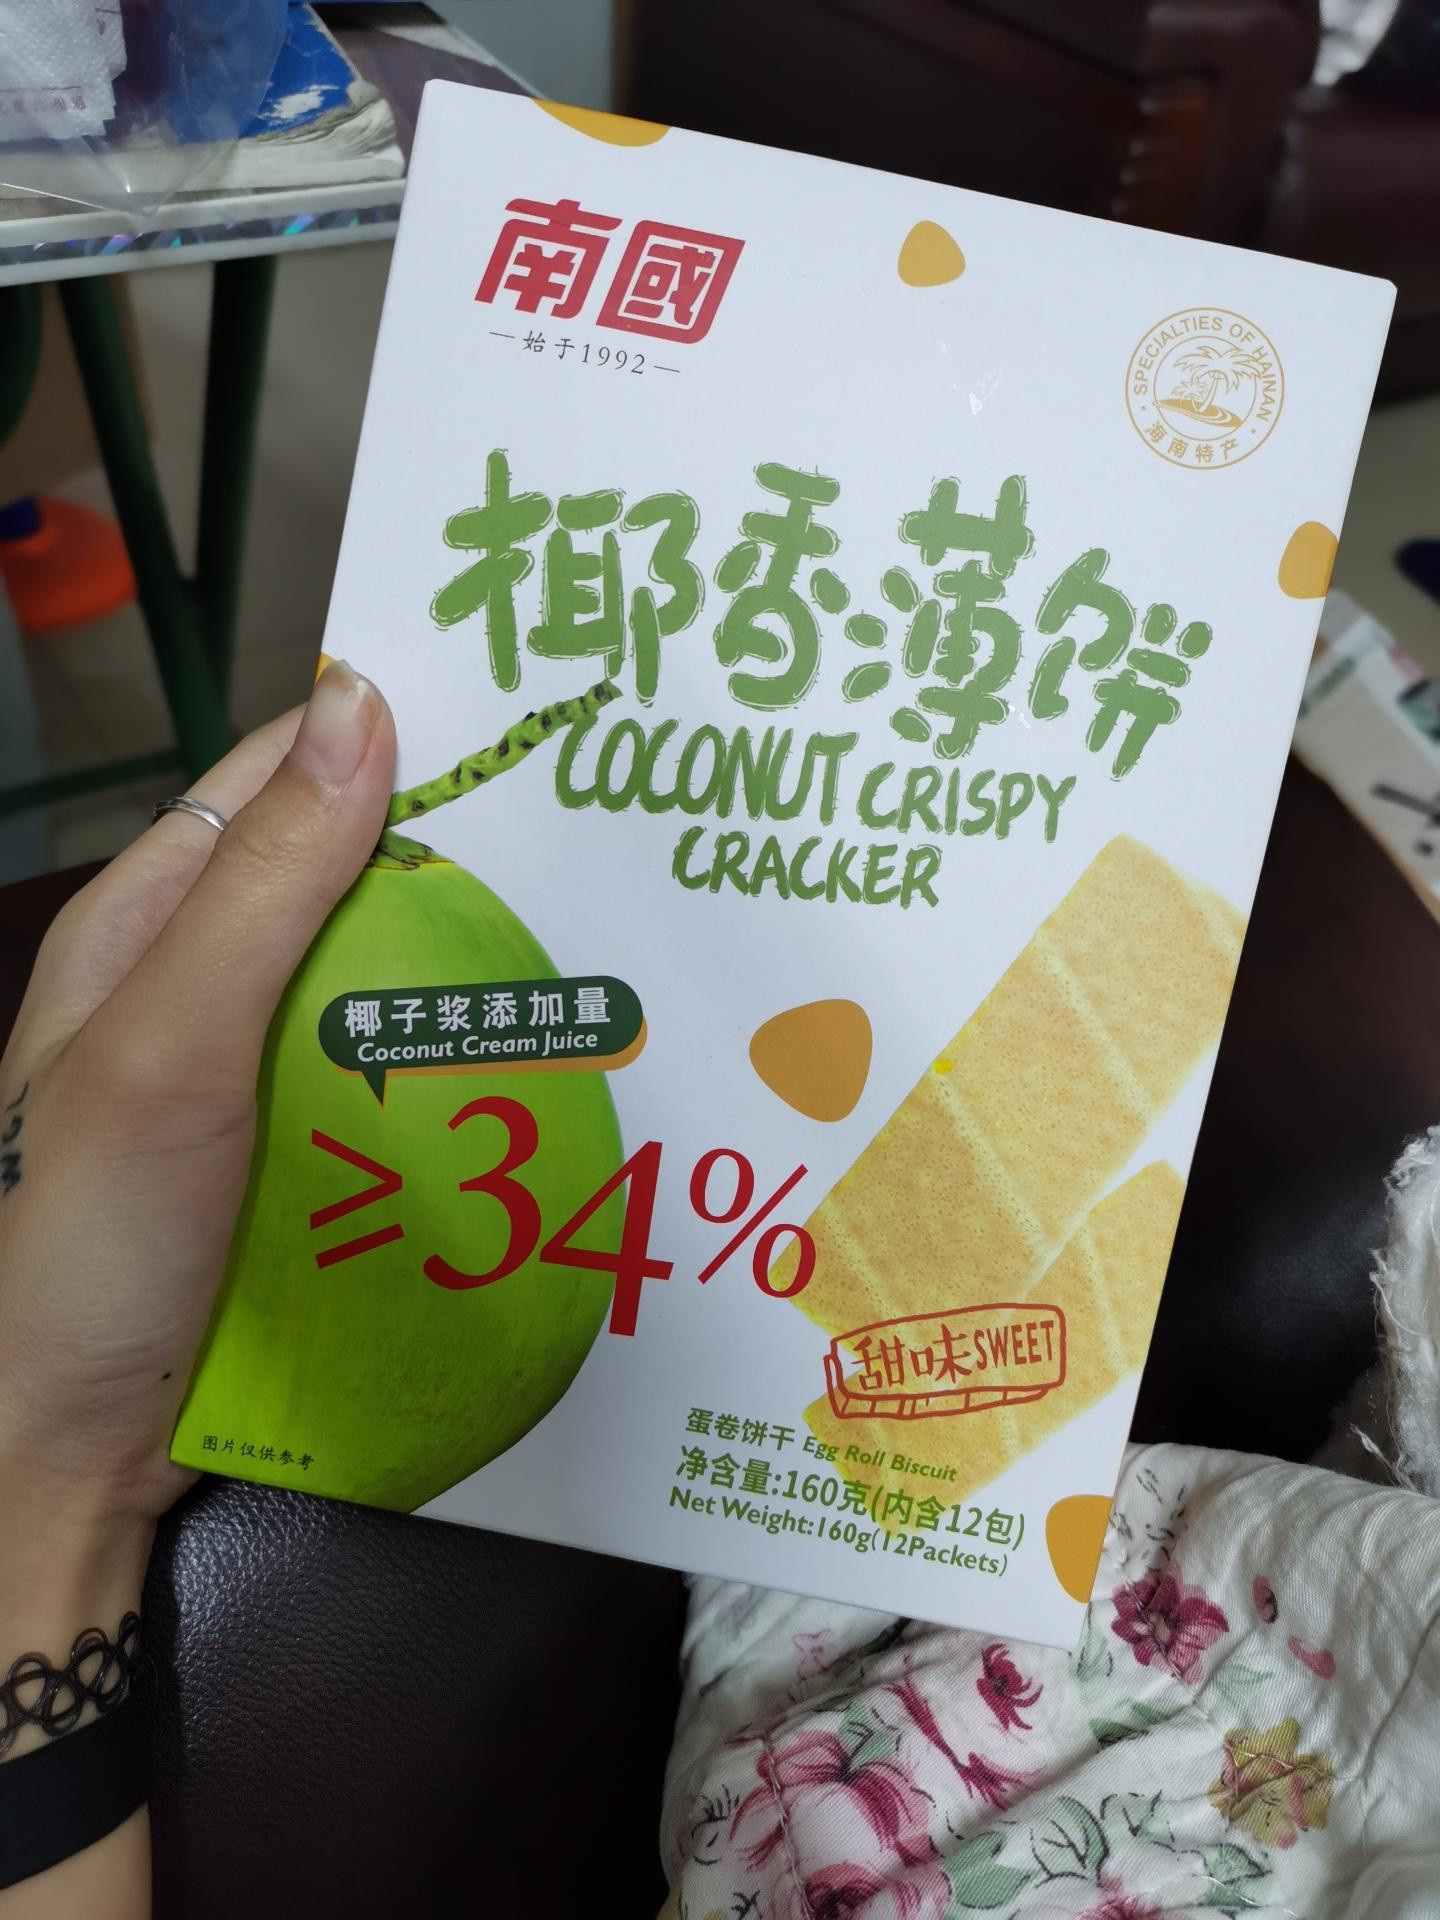 南國
始于1992
SPECIALTIES OF HAINAN
海南特产
椰香薄饼
COCONUT CRISPY
CRACKER
椰子浆添加量
Coconut Cream Juice
≥34%
甜味SWEET
蛋卷饼干 Egg Roll Biscuit
净含量:160克(内含12包)
Net Weight:160g(12Packets)
图片仅供参考